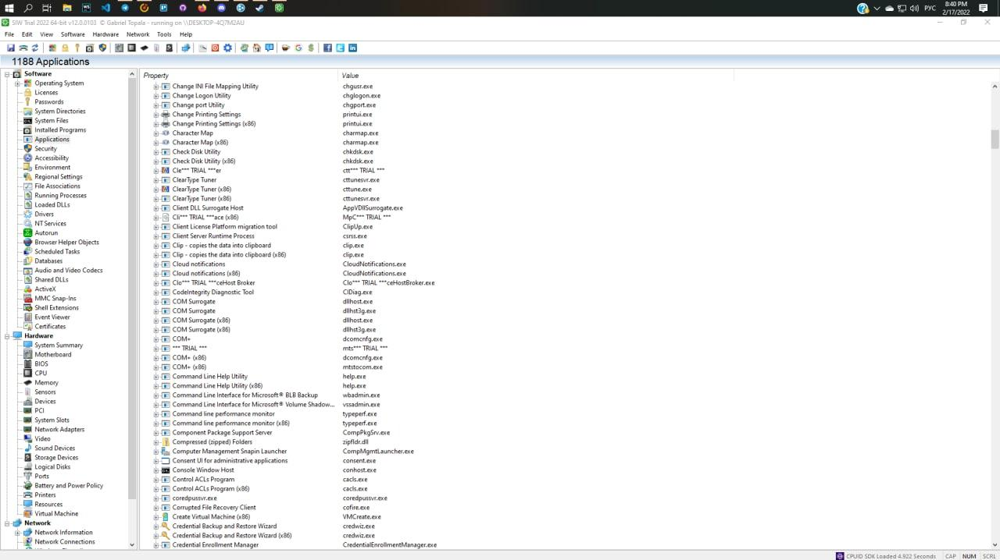 РУС
8:40 PM
2/17/2022
SIW Trial 2022 64-bit v12.0.0103 © Gabriel Topala - running on \\DESKTOP-4Q7M2AU
File Edit View Software Hardware Network Tools Help
1188 Applications
Software
Operating System
Licenses
Passwords
System Directories
System Files
Installed Programs
Applications
Security
Accessibility
Environment
Regional Settings
File Associations
Running Processes
Loaded DLLs
Drivers
NT Services
Autorun
Browser Helper Objects
Scheduled Tasks
Databases
Audio and Video Codecs
Shared DLLs
ActiveX
MMC Snap-Ins
Shell Extensions
Event Viewer
Certificates
Hardware
System Summary
Motherboard
BIOS
CPU
Memory
Sensors
Devices
PCI
System Slots
Network Adapters
Video
Sound Devices
Storage Devices
Logical Disks
Ports
Battery and Power Policy
Printers
Resources
Virtual Machine
Network
Network Information
Network Connections
Property Value
Change INI File Mapping Utility chgusr.exe
Change Logon Utility chglogon.exe
Change port Utility chgport.exe
Change Printing Settings printui.exe
Change Printing Settings (x86) printui.exe
Character Map charmap.exe
Character Map (x86) charmap.exe
Check Disk Utility chkdsk.exe
Check Disk Utility (x86) chkdsk.exe
Cle*** TRIAL ***er ctt*** TRIAL ***
ClearType Tuner cttunesvr.exe
ClearType Tuner (x86) cttune.exe
ClearType Tuner (x86) cttunesvr.exe
Client DLL Surrogate Host AppVDllSurrogate.exe
Cli*** TRIAL ***ace (x86) MpC*** TRIAL ***
Client License Platform migration tool ClipUp.exe
Client Server Runtime Process csrss.exe
Clip - copies the data into clipboard clip.exe
Clip - copies the data into clipboard (x86) clip.exe
Cloud notifications CloudNotifications.exe
Cloud notifications (x86) CloudNotifications.exe
Clo*** TRIAL ***ceHost Broker Clo*** TRIAL ***ceHostBroker.exe
CodeIntegrity Diagnostic Tool CIDiag.exe
COM Surrogate dllhost.exe
COM Surrogate dllhst3g.exe
COM Surrogate (x86) dllhost.exe
COM Surrogate (x86) dllhst3g.exe
COM+ dcomcnfg.exe
*** TRIAL *** mts*** TRIAL ***
COM+ (x86) dcomcnfg.exe
COM+ (x86) mtstocom.exe
Command Line Help Utility help.exe
Command Line Help Utility (x86) help.exe
Command Line Interface for Microsoft® BLB Backup wbadmin.exe
Command Line Interface for Microsoft® Volume Shadow... vssadmin.exe
Command line performance monitor typeperf.exe
Command line performance monitor (x86) typeperf.exe
Component Package Support Server CompPkgSrv.exe
Compressed (zipped) Folders zipfldr.dll
Computer Management Snapin Launcher CompMgmtLauncher.exe
Consent UI for administrative applications consent.exe
Console Window Host conhost.exe
Control ACLs Program cacls.exe
Control ACLs Program (x86) cacls.exe
coredpussvr.exe coredpussvr.exe
Corrupted File Recovery Client cofire.exe
Create Virtual Machine (x86) VMCreate.exe
Credential Backup and Restore Wizard credwiz.exe
Credential Backup and Restore Wizard (x86) credwiz.exe
Credential Enrollment Manager CredentialEnrollmentManager.exe
CPUID SDK Loaded 4.922 Seconds CAP NUM SCRL